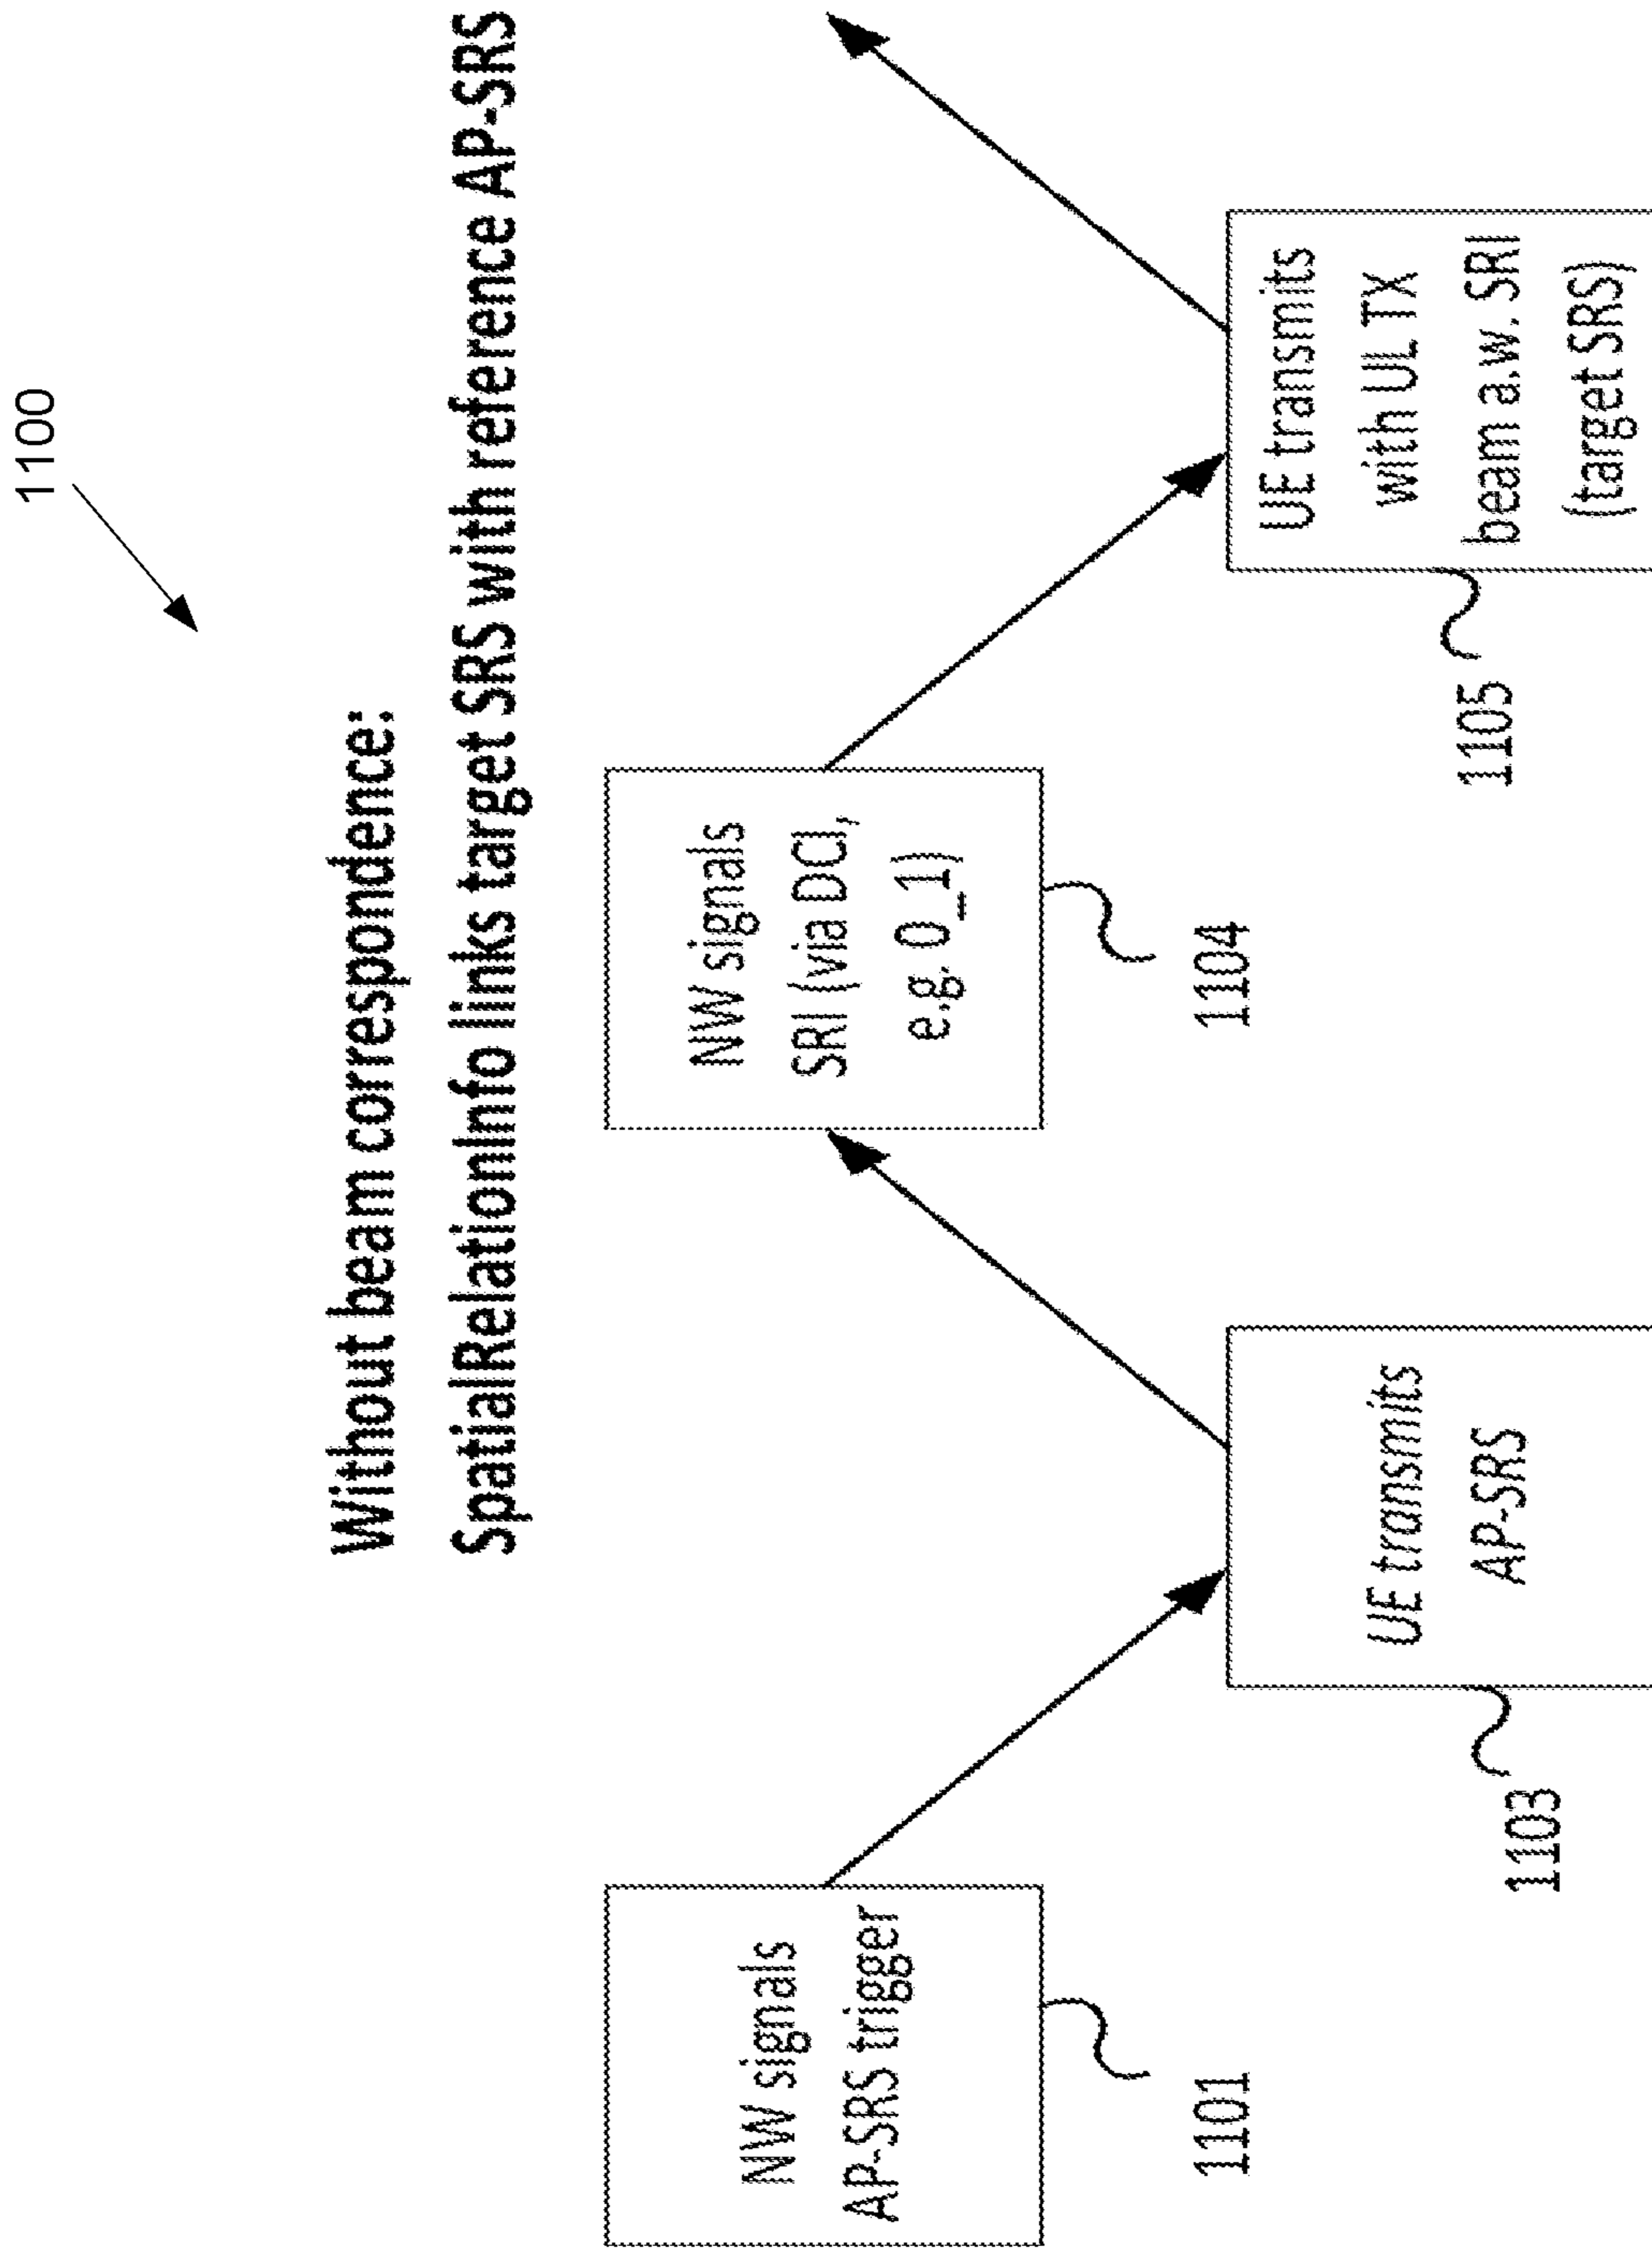 1100
Without beam correspondence:
SpatialRelationInfo links target SRS with reference AP-SRS
NW signals
AP-SRS trigger
1101
UE transmits
AP-SRS
1103
NW signals
SRI (via DCI,
e.g. 0_1)
1104
UE transmits
with UL TX
beam a.w. SRI
(target SRS)
1105